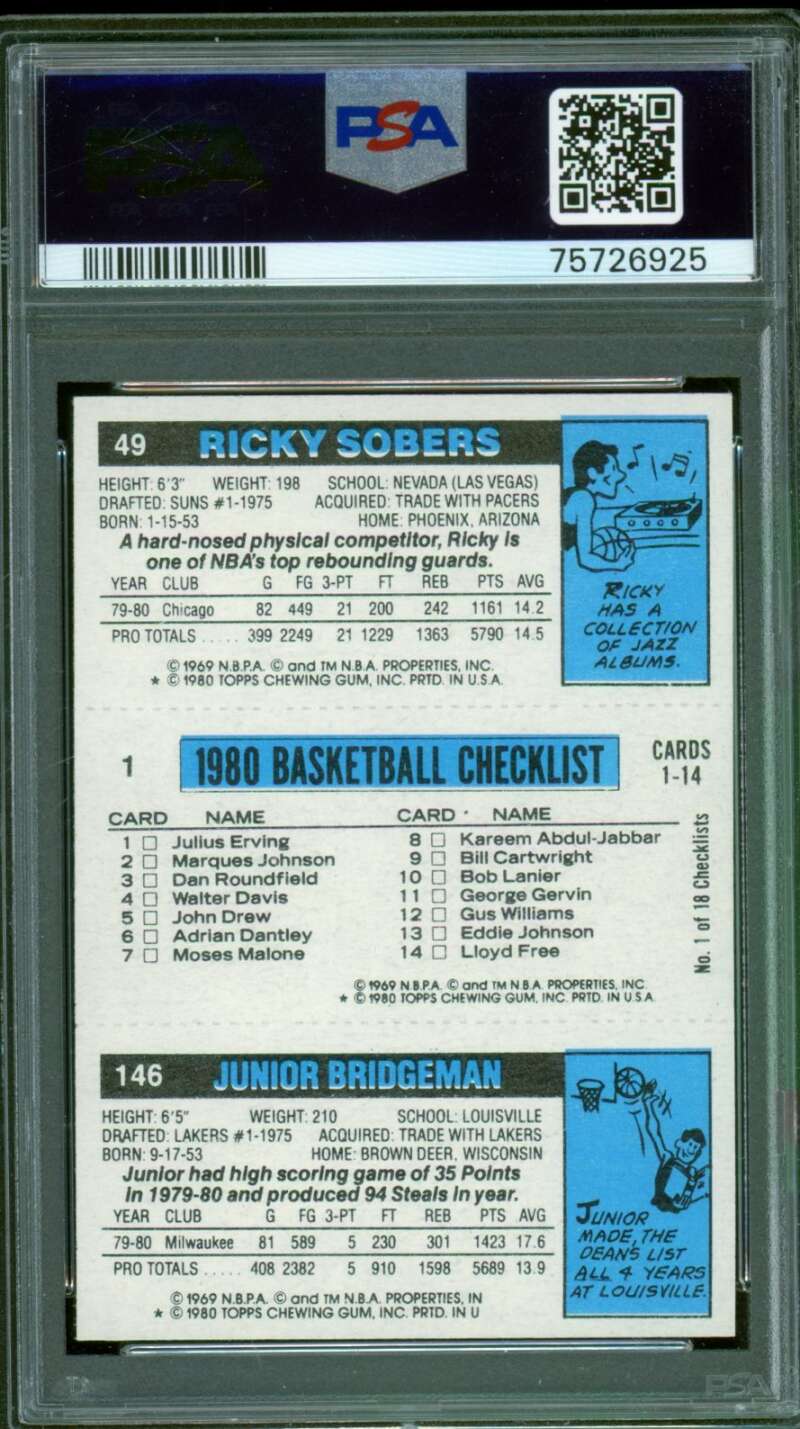 PSA
75726925
49 RICKY SOBERS
HEIGHT: 6'3" WEIGHT: 198 SCHOOL: NEVADA (LAS VEGAS)
DRAFTED: SUNS #1-1975 ACQUIRED: TRADE WITH PACERS
BORN: 1-15-53 HOME: PHOENIX, ARIZONA
A hard-nosed physical competitor, Ricky is
one of NBA's top rebounding guards.
YEAR CLUB G FG 3-PT FT REB PTS AVG
79-80 Chicago 82 449 21 200 242 1161 14.2
PRO TOTALS ..... 399 2249 21 1229 1363 5790 14.5
© 1969 N.B.P.A. © and TM N.B.A. PROPERTIES, INC.
* © 1980 TOPPS CHEWING GUM, INC. PRTD. IN U.S.A.
RICKY
HAS A
COLLECTION
OF JAZZ
ALBUMS.
1 1980 BASKETBALL CHECKLIST CARDS
1-14
CARD NAME CARD NAME
1 □ Julius Erving 8 □ Kareem Abdul-Jabbar
2 □ Marques Johnson 9 □ Bill Cartwright
3 □ Dan Roundfield 10 □ Bob Lanier
4 □ Walter Davis 11 □ George Gervin
5 □ John Drew 12 □ Gus Williams
6 □ Adrian Dantley 13 □ Eddie Johnson
7 □ Moses Malone 14 □ Lloyd Free
No. 1 of 18 Checklists
© 1969 N.B.P.A. © and TM N.B.A. PROPERTIES, INC.
* © 1980 TOPPS CHEWING GUM, INC. PRTD. IN U.S.A.
146 JUNIOR BRIDGEMAN
HEIGHT: 6'5" WEIGHT: 210 SCHOOL: LOUISVILLE
DRAFTED: LAKERS #1-1975 ACQUIRED: TRADE WITH LAKERS
BORN: 9-17-53 HOME: BROWN DEER, WISCONSIN
Junior had high scoring game of 35 Points
in 1979-80 and produced 94 Steals in year.
YEAR CLUB G FG 3-PT FT REB PTS AVG
79-80 Milwaukee 81 589 5 230 301 1423 17.6
PRO TOTALS ..... 408 2382 5 910 1598 5689 13.9
© 1969 N.B.P.A. © and TM N.B.A. PROPERTIES, IN
* © 1980 TOPPS CHEWING GUM, INC. PRTD. IN U
JUNIOR
MADE, THE
DEAN'S LIST
ALL 4 YEARS
AT LOUISVILLE.
PSA